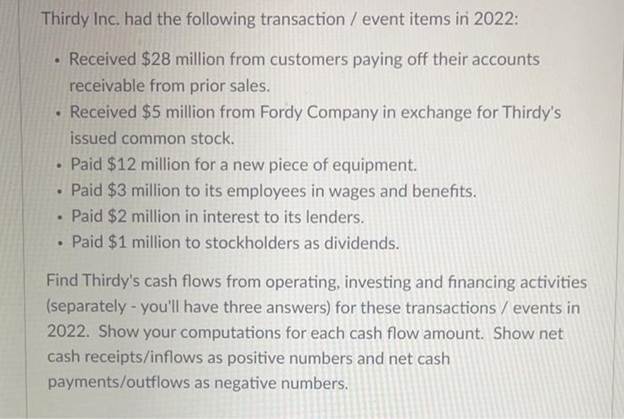 Thirdy Inc. had the following transaction / event items in 2022:
• Received $28 million from customers paying off their accounts
receivable from prior sales.
• Received $5 million from Fordy Company in exchange for Thirdy's
issued common stock.
• Paid $12 million for a new piece of equipment.
• Paid $3 million to its employees in wages and benefits.
• Paid $2 million in interest to its lenders.
• Paid $1 million to stockholders as dividends.
Find Thirdy's cash flows from operating, investing and financing activities
(separately - you'll have three answers) for these transactions / events in
2022. Show your computations for each cash flow amount. Show net
cash receipts/inflows as positive numbers and net cash
payments/outflows as negative numbers.